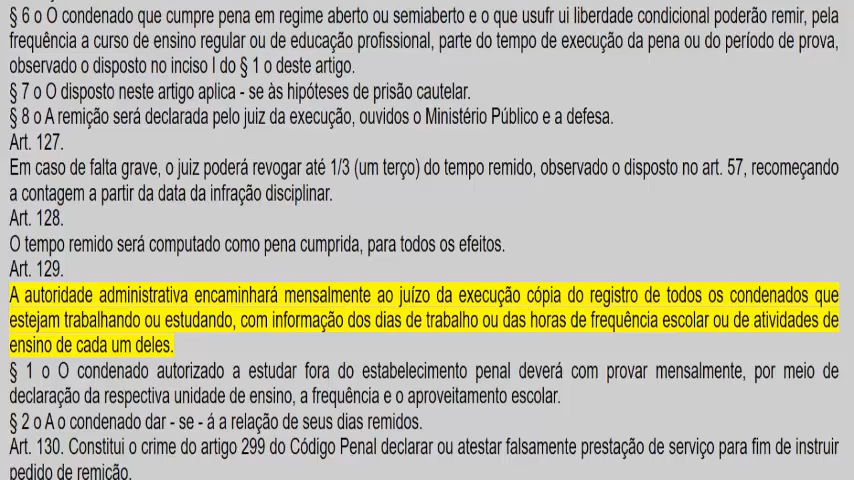 § 6 o O condenado que cumpre pena em regime aberto ou semiaberto e o que usufr ui liberdade condicional poderão remir, pela
frequência a curso de ensino regular ou de educação profissional, parte do tempo de execução da pena ou do período de prova,
observado o disposto no inciso I do § 1 o deste artigo.
§ 7 o O disposto neste artigo aplica - se às hipóteses de prisão cautelar.
§ 8 o A remição será declarada pelo juiz da execução, ouvidos o Ministério Público e a defesa.
Art. 127.
Em caso de falta grave, o juiz poderá revogar até 1/3 (um terço) do tempo remido, observado o disposto no art. 57, recomeçando
a contagem a partir da data da infração disciplinar.
Art. 128.
O tempo remido será computado como pena cumprida, para todos os efeitos.
Art. 129.
A autoridade administrativa encaminhará mensalmente ao juízo da execução cópia do registro de todos os condenados que
estejam trabalhando ou estudando, com informação dos dias de trabalho ou das horas de frequência escolar ou de atividades de
ensino de cada um deles.
§ 1 o O condenado autorizado a estudar fora do estabelecimento penal deverá com provar mensalmente, por meio de
declaração da respectiva unidade de ensino, a frequência e o aproveitamento escolar.
§ 2 o A o condenado dar - se - á a relação de seus dias remidos.
Art. 130. Constitui o crime do artigo 299 do Código Penal declarar ou atestar falsamente prestação de serviço para fim de instruir
pedido de remição.